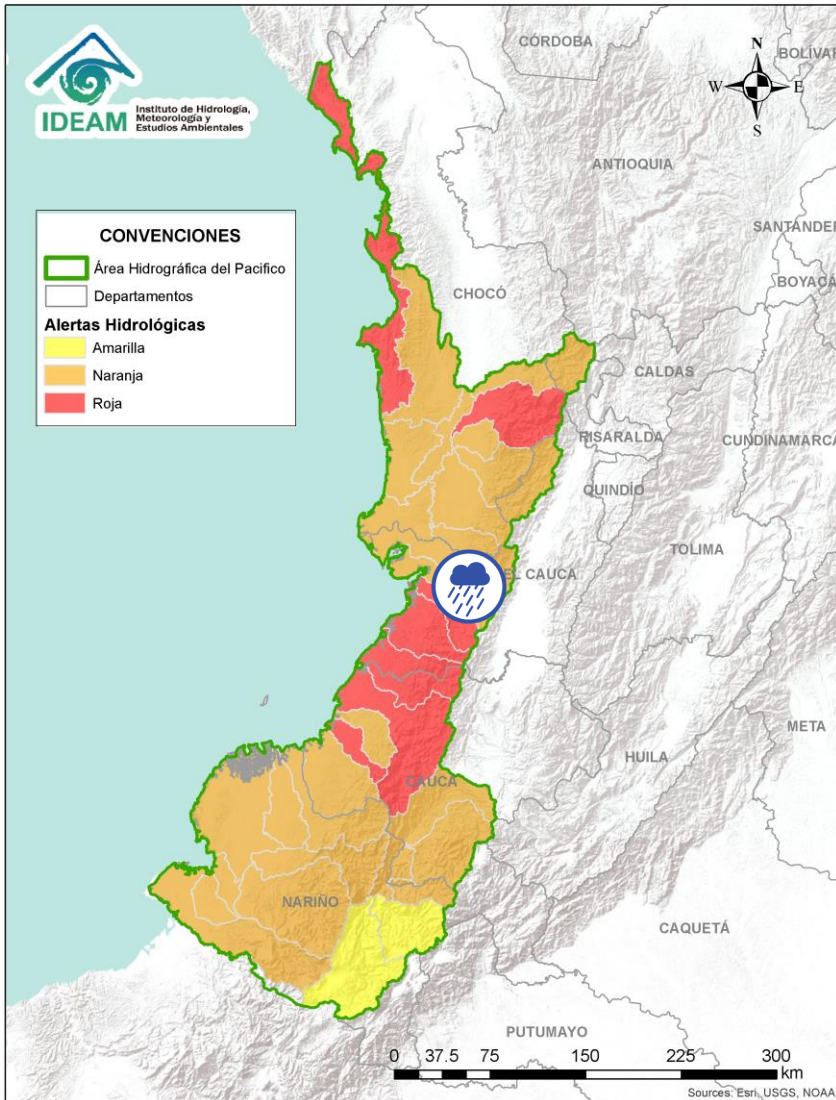 IDEAM
Instituto de Hidrología,
Meteorología y
Estudios Ambientales
CÓRDOBA
BOLÍVAR
N
W
E
S
ANTIOQUIA
SANTANDER
BOYACÁ
CONVENCIONES
Área Hidrográfica del Pacifico
Departamentos
Alertas Hidrológicas
Amarilla
Naranja
Roja
CHOCÓ
CALDAS
RISARALDA
CUNDINAMARCA
QUINDÍO
TOLIMA
EL CAUCA
META
HUILA
CAUCA
NARIÑO
CAQUETÁ
PUTUMAYO
0 37.5 75 150 225 300
km
Sources: Esri, USGS, NOAA